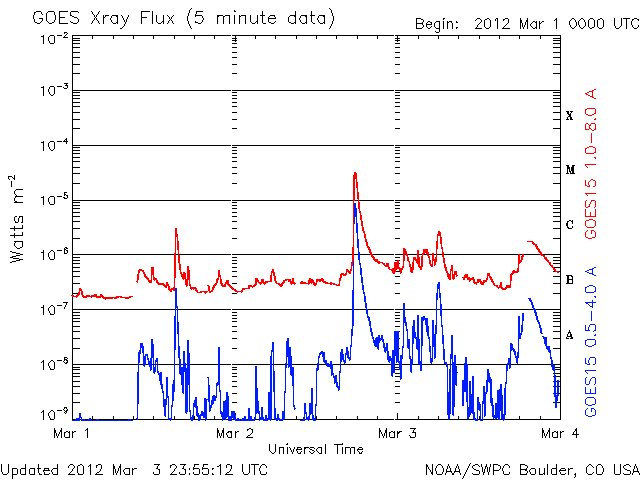 GOES Xray Flux (5 minute data)
Begin: 2012 Mar 1 0000 UTC
10⁻²
10⁻³
10⁻⁴
10⁻⁵
10⁻⁶
10⁻⁷
10⁻⁸
10⁻⁹
Watts m⁻²
X
M
C
B
A
GOES15 1.0–8.0 A
GOES15 0.5–4.0 A
Mar 1
Mar 2
Mar 3
Mar 4
Universal Time
Updated 2012 Mar 3 23:55:12 UTC
NOAA/SWPC Boulder, CO USA